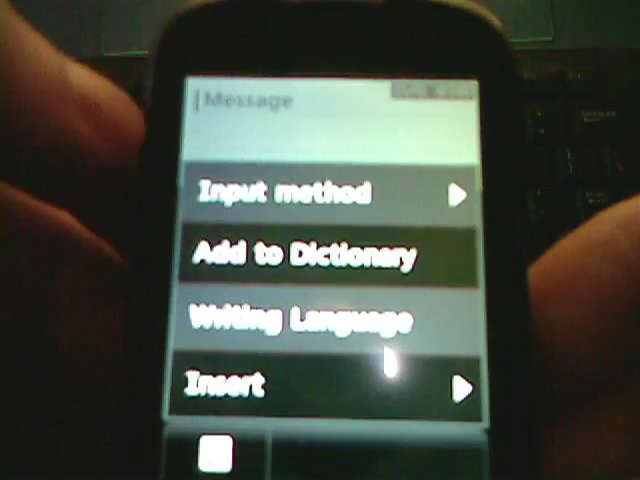 Message
Input method
Add to Dictionary
Writing Language
Insert